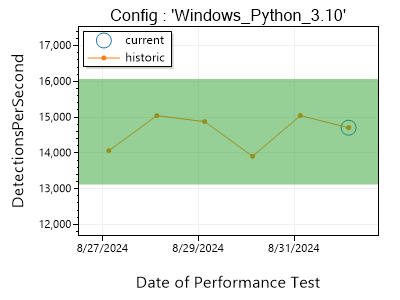 Config : 'Windows_Python_3.10'
current
historic
17,000
16,000
15,000
14,000
13,000
12,000
DetectionsPerSecond
8/27/2024
8/29/2024
8/31/2024
Date of Performance Test